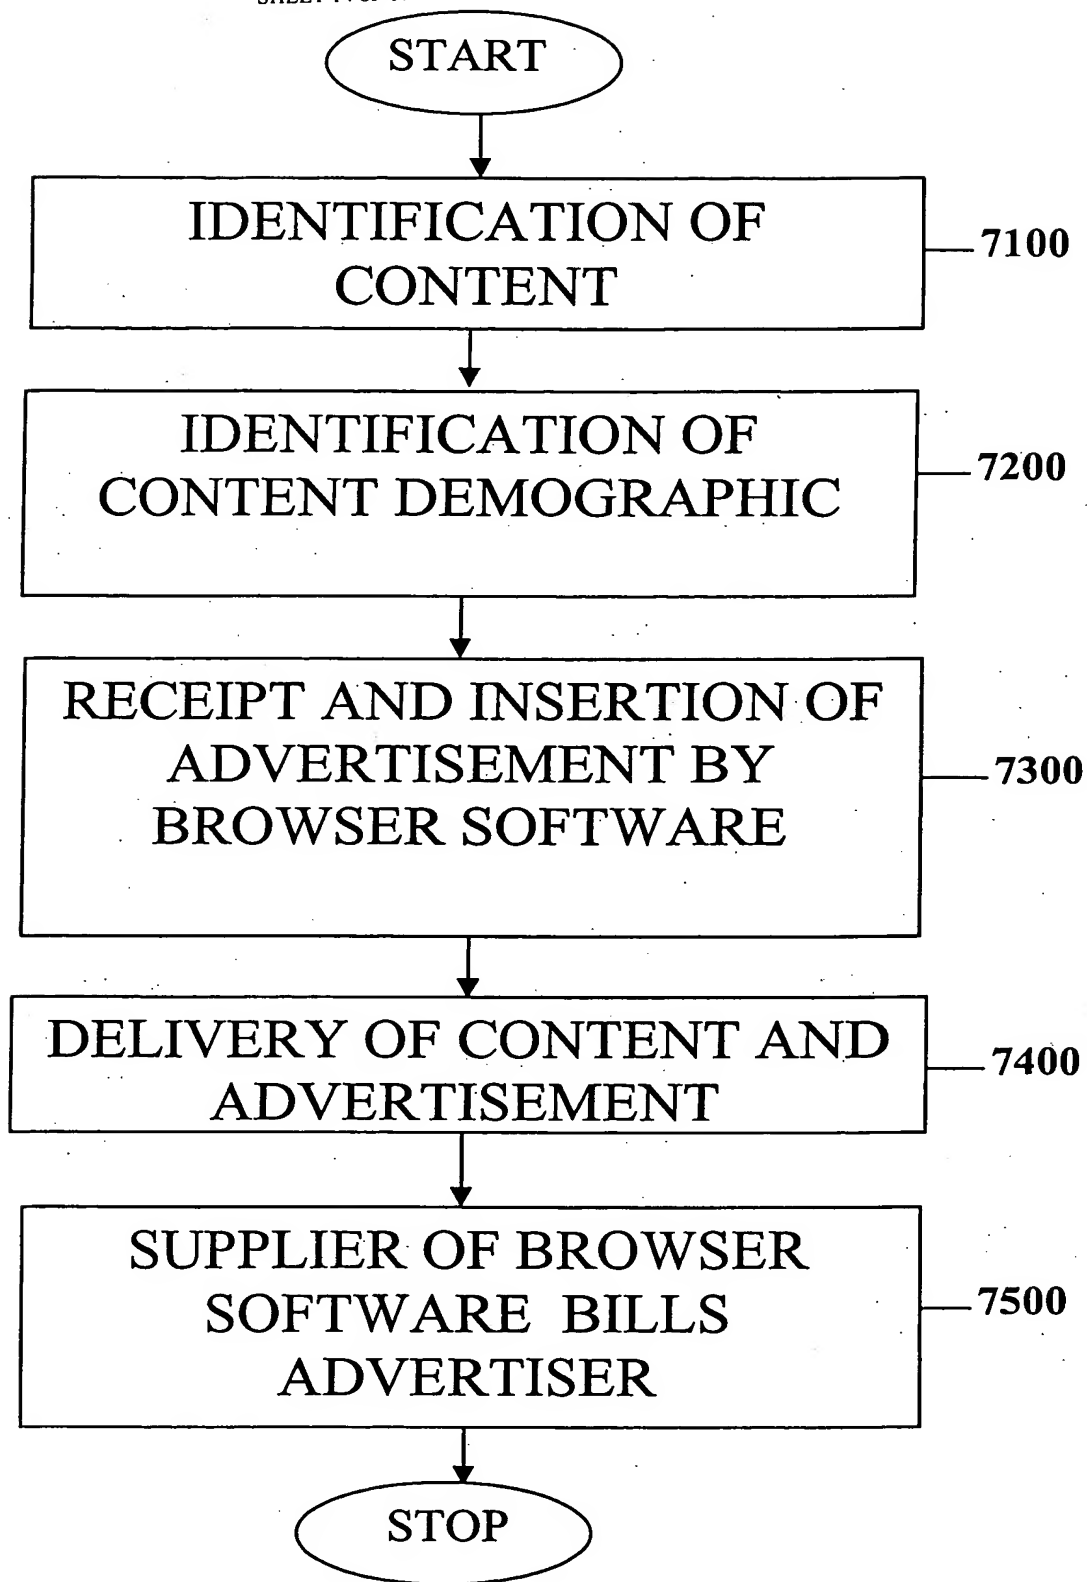 START
IDENTIFICATION OF
CONTENT
7100
IDENTIFICATION OF
CONTENT DEMOGRAPHIC
7200
RECEIPT AND INSERTION OF
ADVERTISEMENT BY
BROWSER SOFTWARE
7300
DELIVERY OF CONTENT AND
ADVERTISEMENT
7400
SUPPLIER OF BROWSER
SOFTWARE BILLS
ADVERTISER
7500
STOP